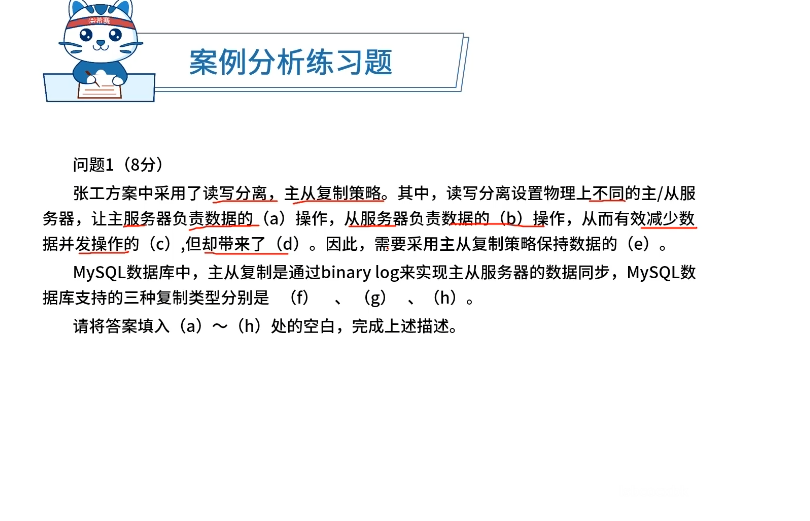 案例分析练习题
问题1（8分）
张工方案中采用了读写分离，主从复制策略。其中，读写分离设置物理上不同的主/从服
务器，让主服务器负责数据的（a）操作，从服务器负责数据的（b）操作，从而有效减少数
据并发操作的（c）,但却带来了（d）。因此，需要采用主从复制策略保持数据的（e）。
MySQL数据库中，主从复制是通过binary log来实现主从服务器的数据同步，MySQL数
据库支持的三种复制类型分别是 （f） 、 （g） 、（h）。
请将答案填入（a）～（h）处的空白，完成上述描述。